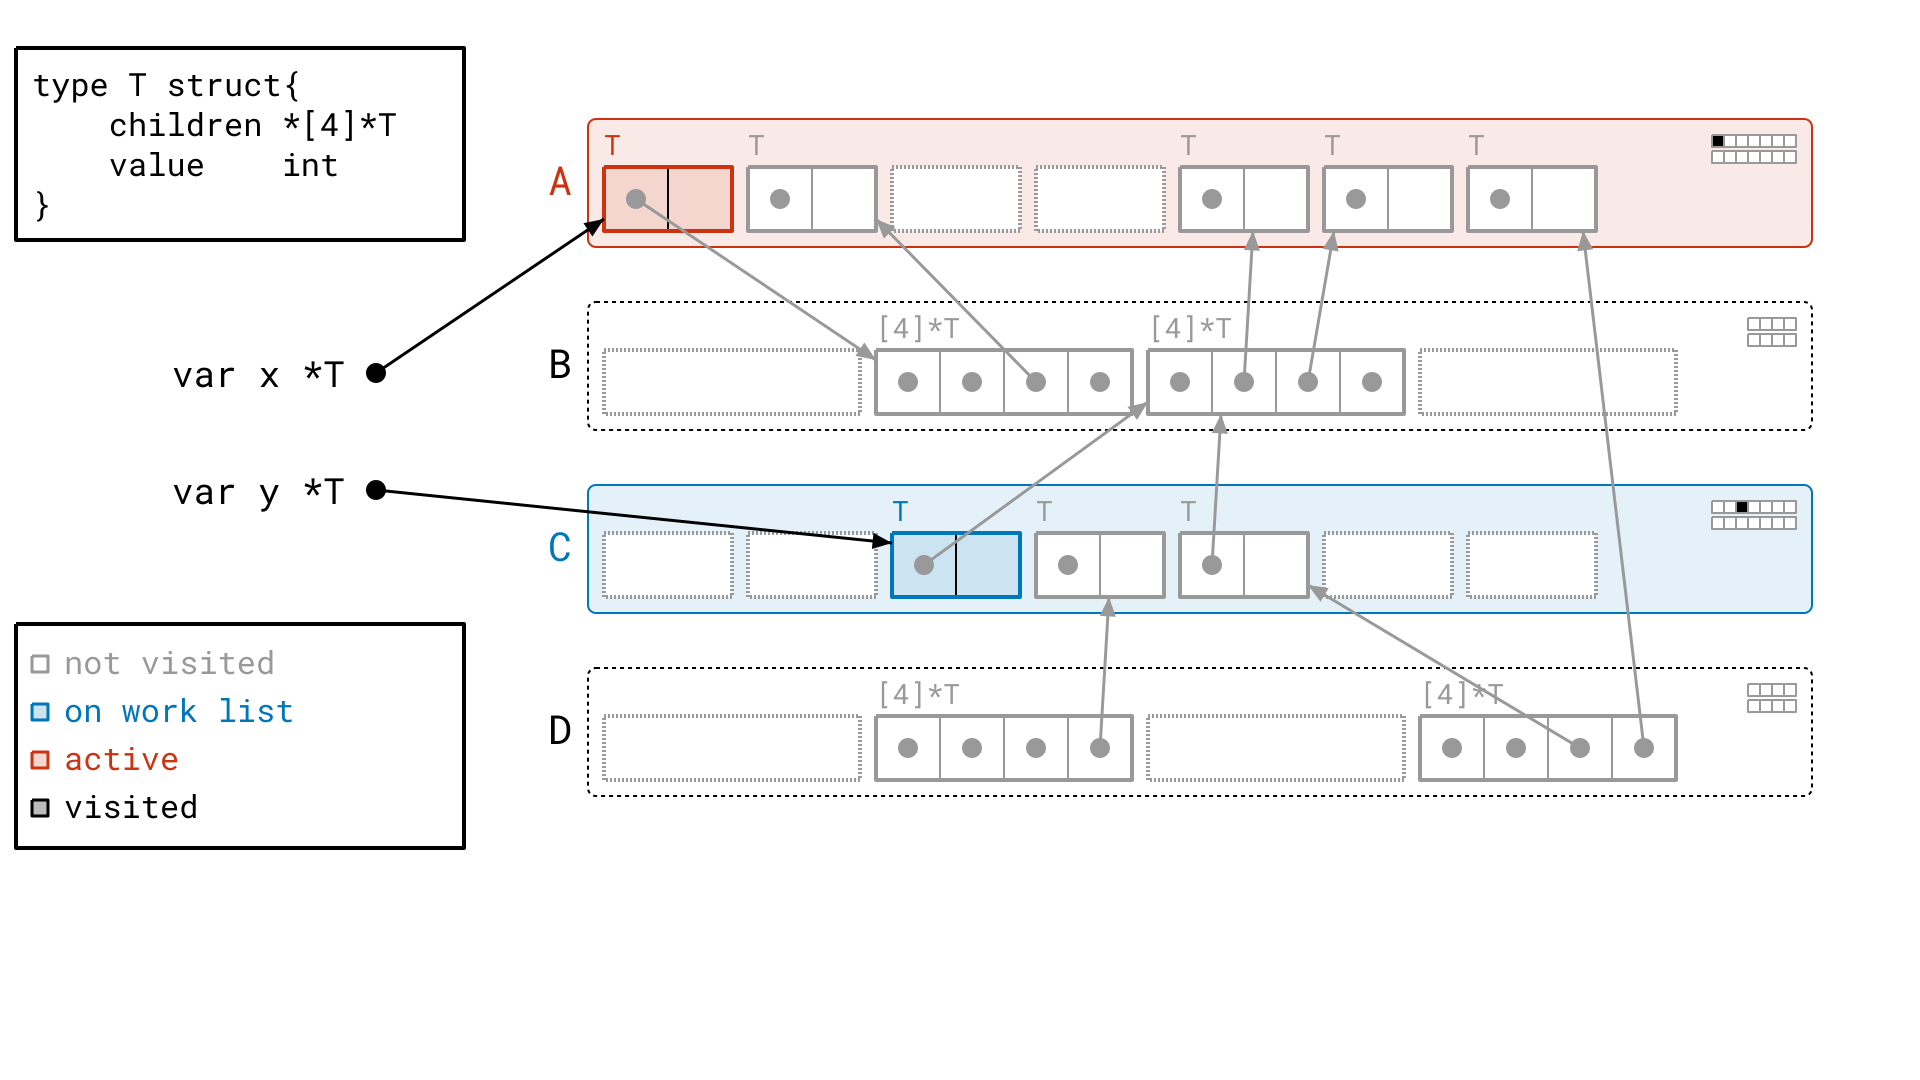 type T struct{
    children *[4]*T
    value    int
}
var x *T
var y *T
not visited
on work list
active
visited
A
T
T
T
T
T
B
[4]*T
[4]*T
C
T
T
T
D
[4]*T
[4]*T